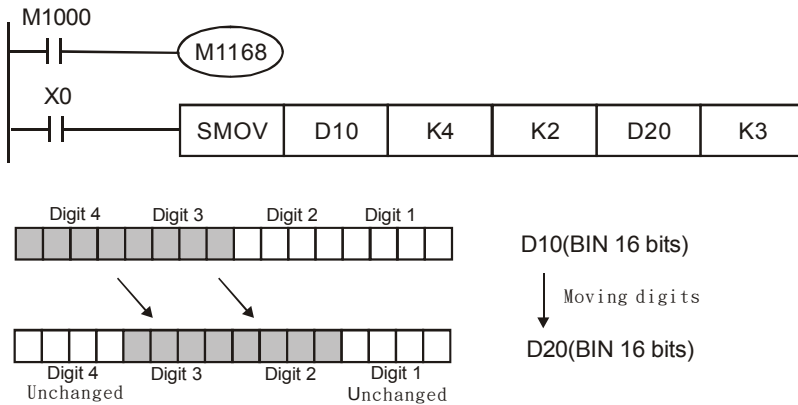 M1000
M1168
X0
SMOV D10 K4 K2 D20 K3
Digit 4 Digit 3 Digit 2 Digit 1
D10(BIN 16 bits)
Moving digits
D20(BIN 16 bits)
Digit 4 Digit 3 Digit 2 Digit 1
Unchanged Unchanged